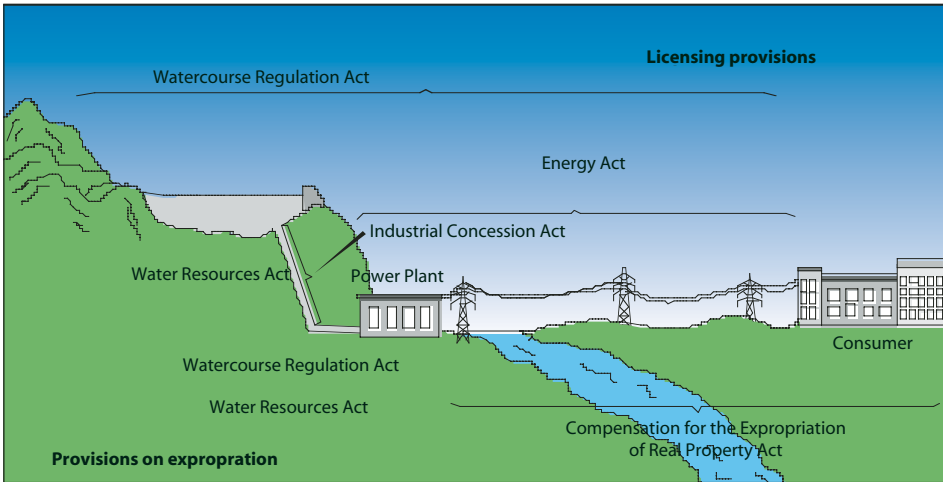 Licensing provisions
Watercourse Regulation Act
Energy Act
Industrial Concession Act
Water Resources Act
Power Plant
Consumer
Watercourse Regulation Act
Water Resources Act
Compensation for the Expropriation
of Real Property Act
Provisions on expropration